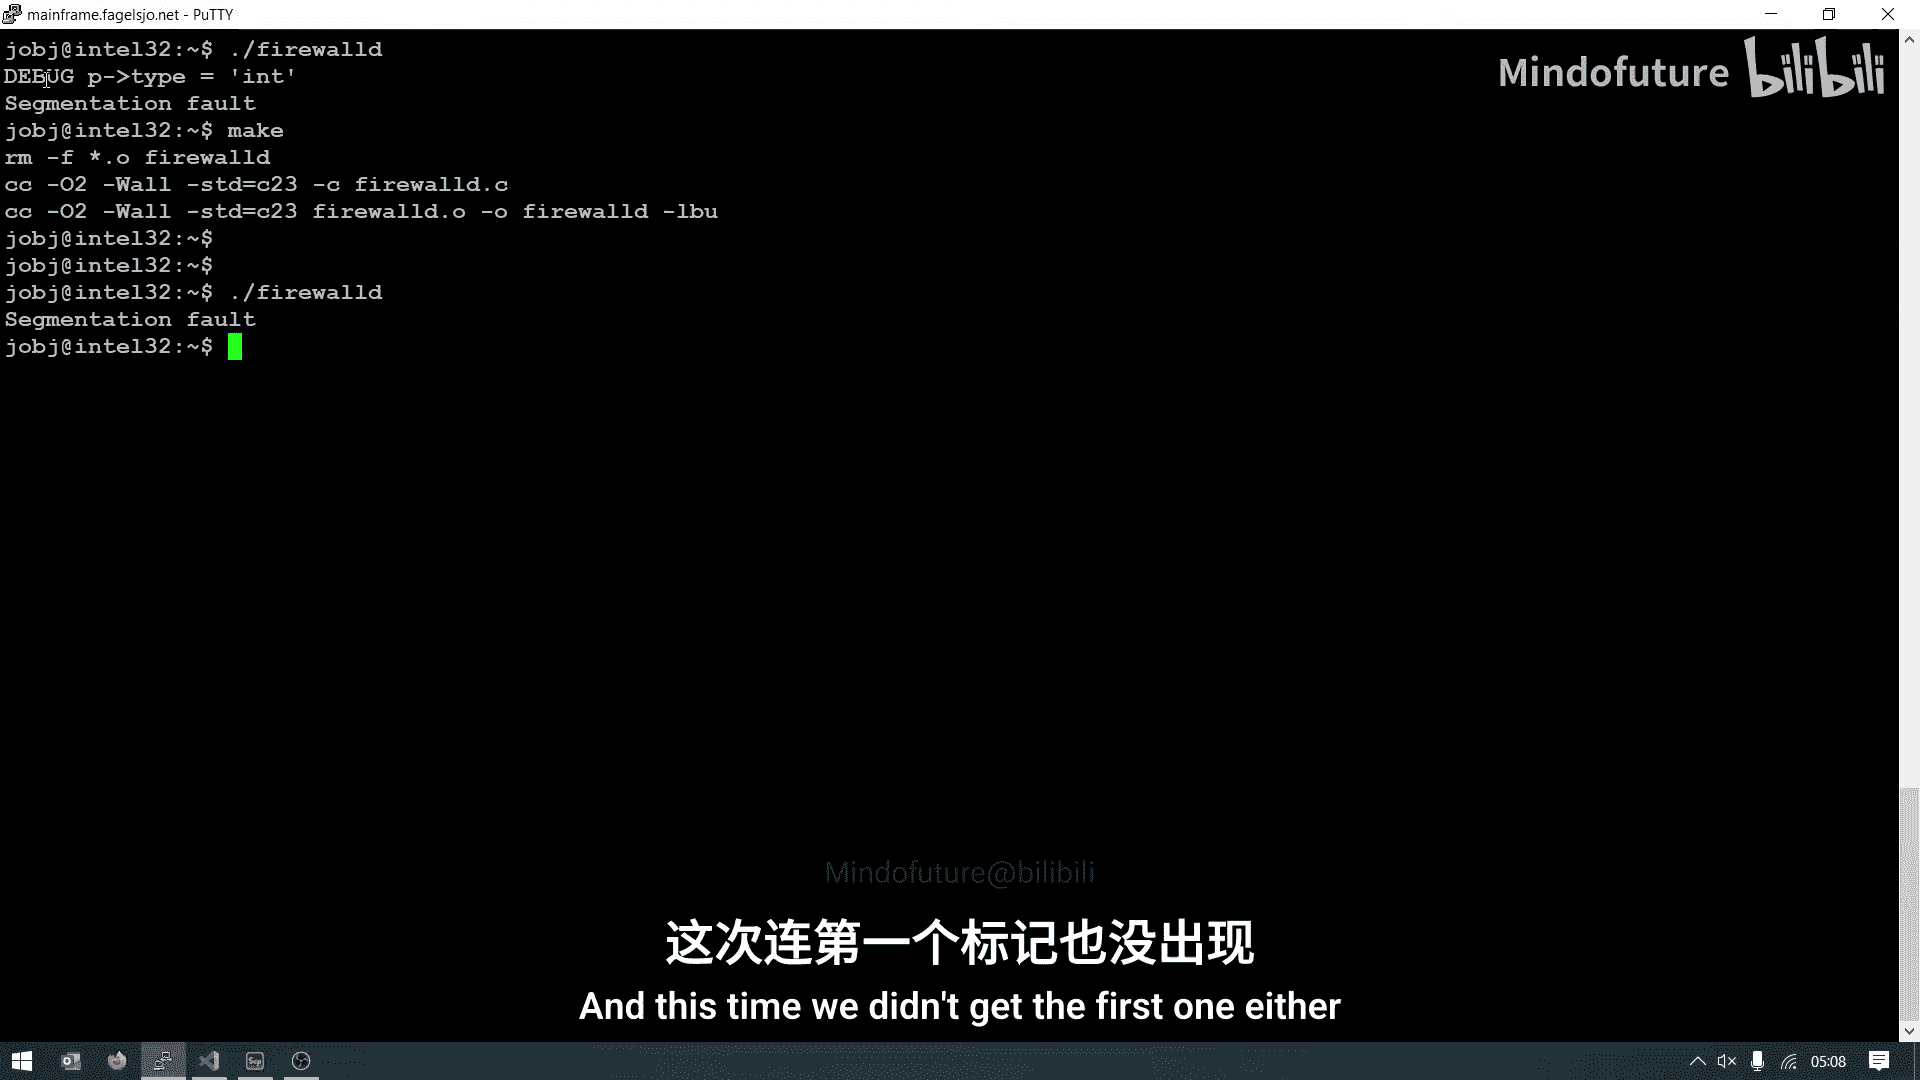 mainframe.fagelsjo.net - PuTTY
jobj@intel32:~$ ./firewalld
DEBUG p->type = 'int'
Segmentation fault
jobj@intel32:~$ make
rm -f *.o firewalld
cc -O2 -Wall -std=c23 -c firewalld.c
cc -O2 -Wall -std=c23 firewalld.o -o firewalld -lbu
jobj@intel32:~$
jobj@intel32:~$
jobj@intel32:~$ ./firewalld
Segmentation fault
jobj@intel32:~$
Mindofuture bilibili
Mindofuture@bilibili
这次连第一个标记也没出现
And this time we didn't get the first one either
Scp
05:08